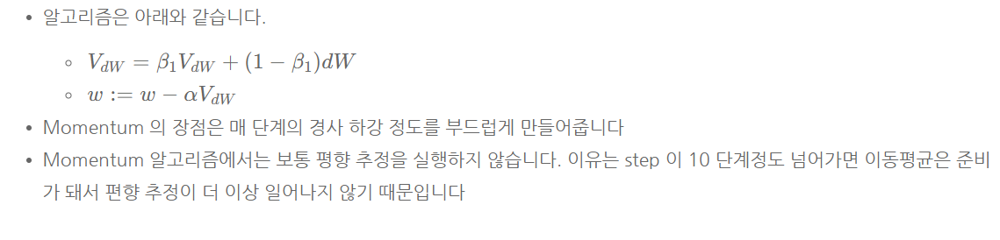 • 알고리즘은 아래와 같습니다.
◦ V_{dW} = β₁V_{dW} + (1 − β₁)dW
◦ w := w − αV_{dW}
• Momentum 의 장점은 매 단계의 경사 하강 정도를 부드럽게 만들어줍니다
• Momentum 알고리즘에서는 보통 평향 추정을 실행하지 않습니다. 이유는 step 이 10 단계정도 넘어가면 이동평균은 준비
가 돼서 편향 추정이 더 이상 일어나지 않기 때문입니다